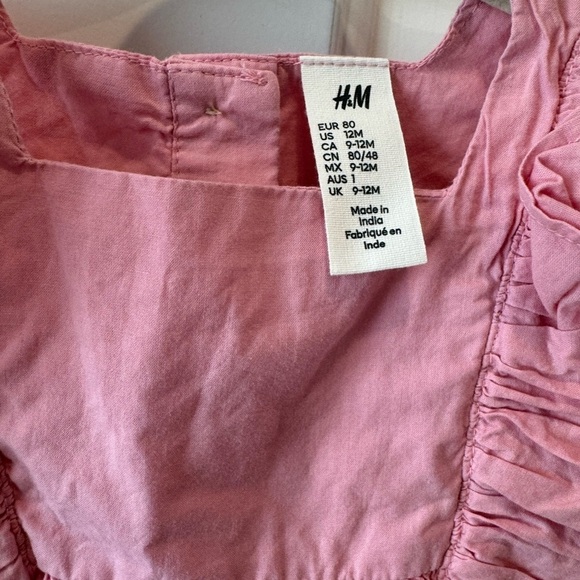 H&M
EUR 80
US 12M
CA 9-12M
CN 80/48
MX 9-12M
AUS 1
UK 9-12M
Made in
India
Fabriqué en
Inde